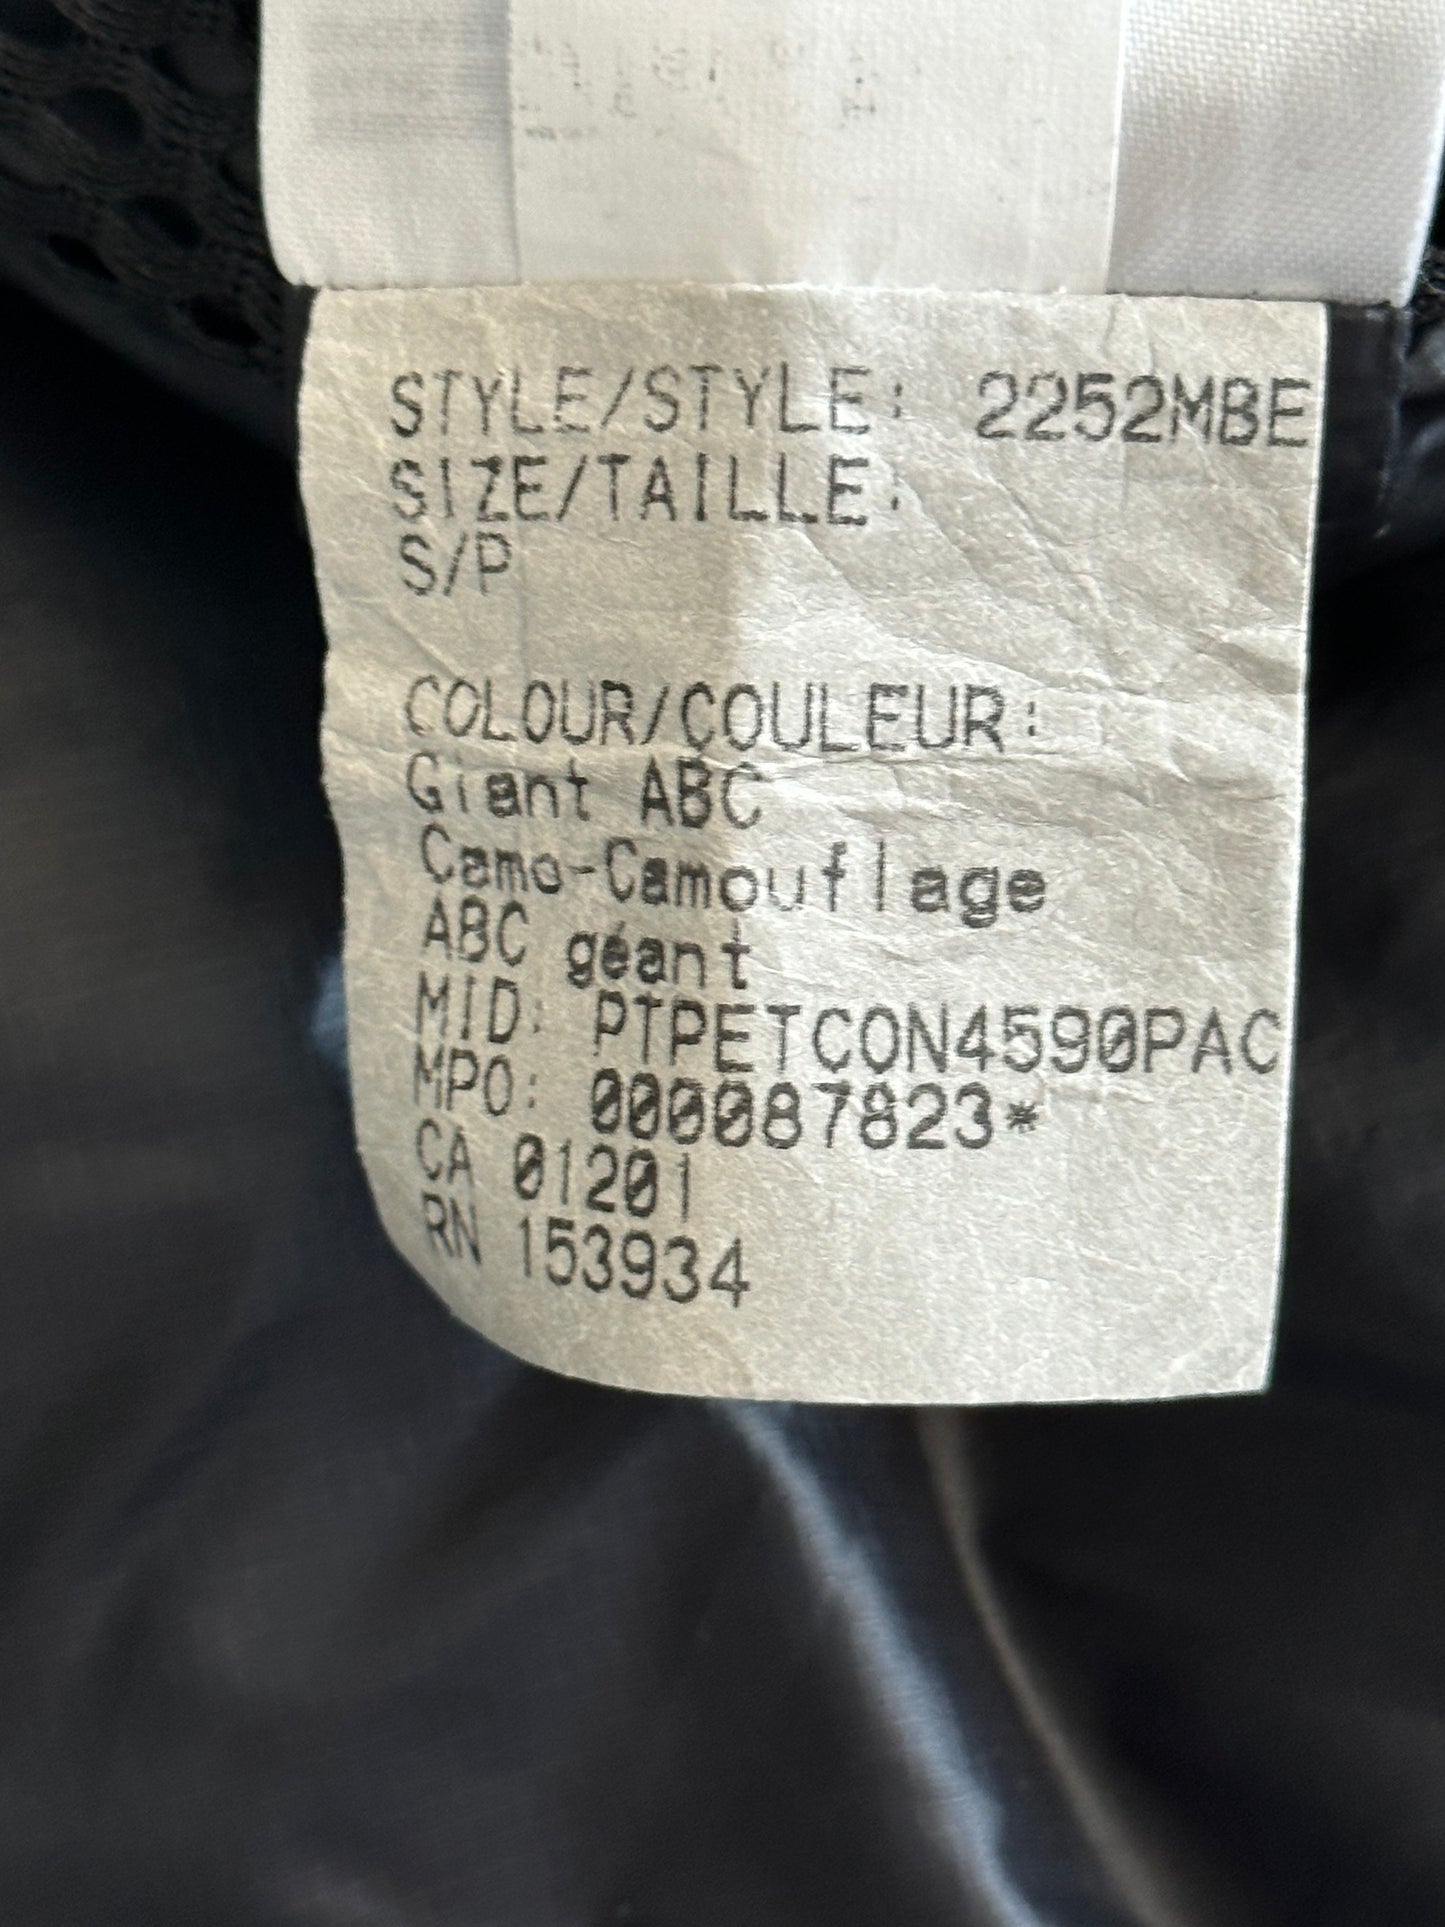 STYLE/STYLE: 2252MBE
SIZE/TAILLE:
S/P
COLOUR/COULEUR:
Giant ABC
Camo-Camouflage
ABC géant
MID: PTPETCON4590PAC
MPO: 000087823*
CA 01201
RN 153934